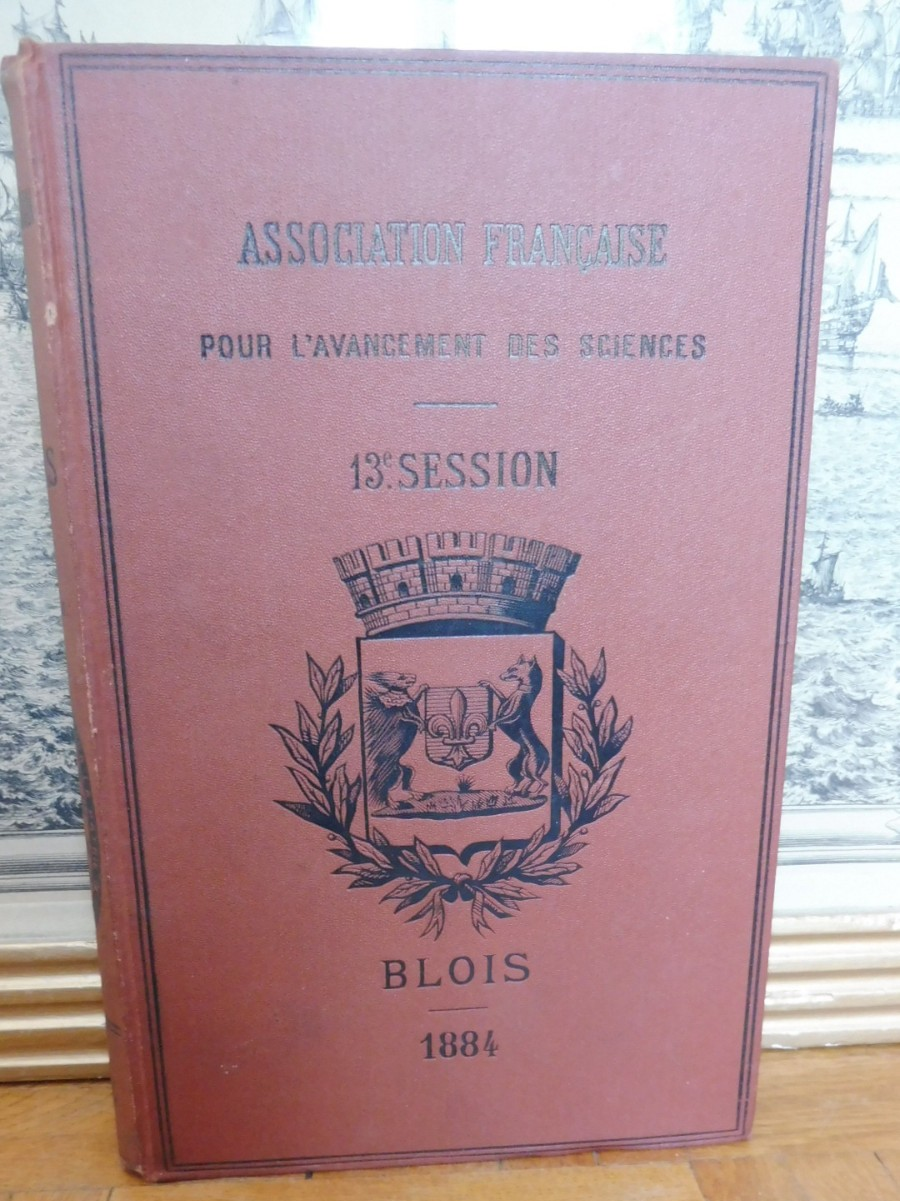 ASSOCIATION FRANÇAISE
POUR L'AVANCEMENT DES SCIENCES
13e. SESSION
BLOIS
1884